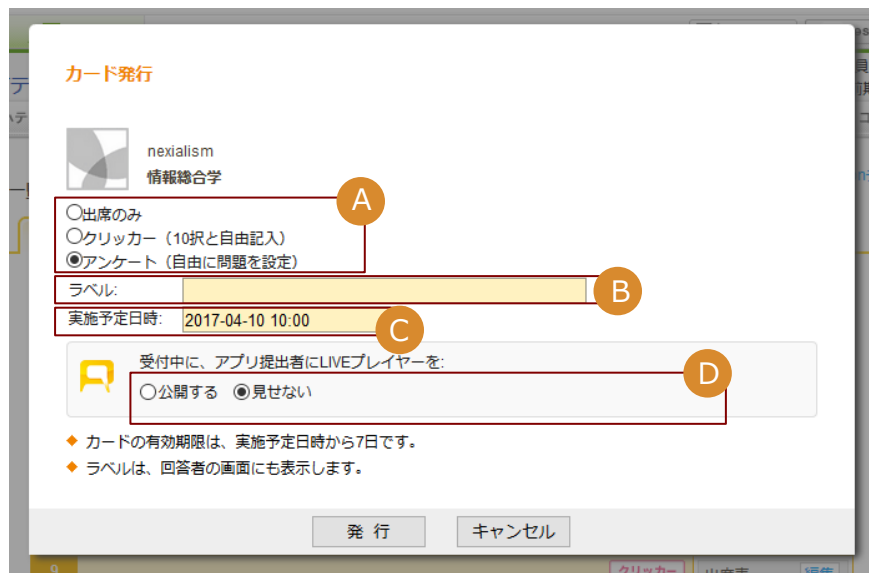 カード発行
nexialism
情報総合学
A
出席のみ
クリッカー（10択と自由記入）
アンケート（自由に問題を設定）
ラベル:
B
実施予定日時: 2017-04-10 10:00
C
受付中に、アプリ提出者にLIVEプレイヤーを:
D
公開する 見せない
カードの有効期限は、実施予定日時から7日です。
ラベルは、回答者の画面にも表示します。
発 行 キャンセル
9
クリッカー 出席表 編集